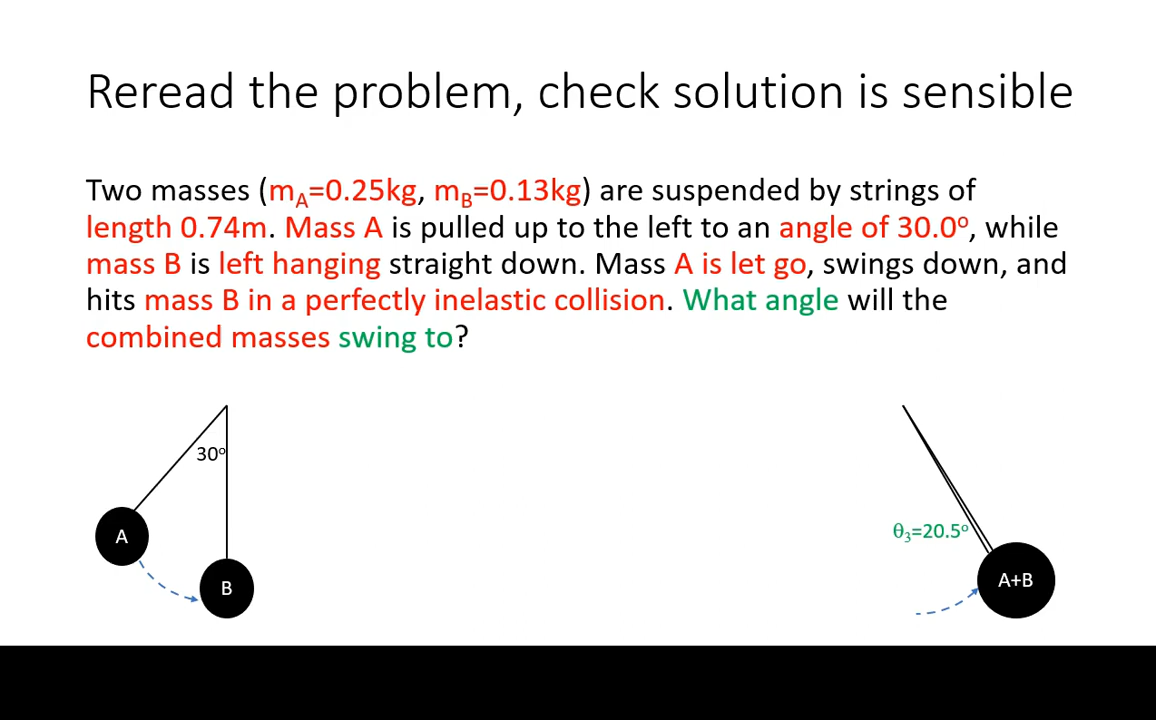 Reread the problem, check solution is sensible
Two masses (mA=0.25kg, mB=0.13kg) are suspended by strings of
length 0.74m. Mass A is pulled up to the left to an angle of 30.0º, while
mass B is left hanging straight down. Mass A is let go, swings down, and
hits mass B in a perfectly inelastic collision. What angle will the
combined masses swing to?
30º
A
B
θ3=20.5º
A+B